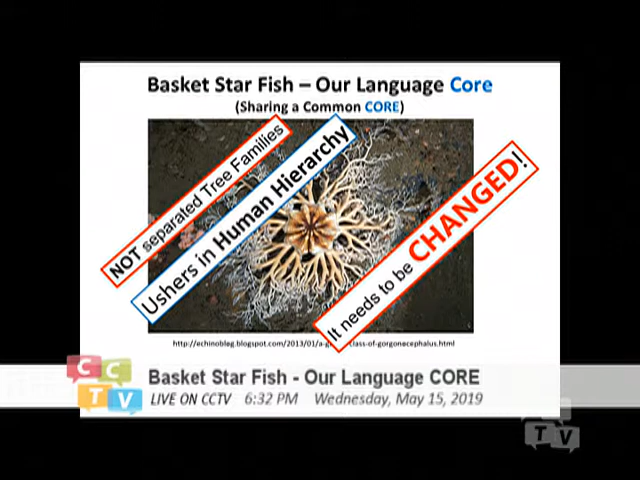 Basket Star Fish – Our Language Core
(Sharing a Common CORE)
NOT separated Tree Families
Ushers in Human Hierarchy
It needs to be CHANGED!
http://echinoblog.blogspot.com/2013/01/a-g
class-of-gorgonocephalus.html
CCTV
Basket Star Fish - Our Language CORE
LIVE ON CCTV 6:32 PM Wednesday, May 15, 2019
TV